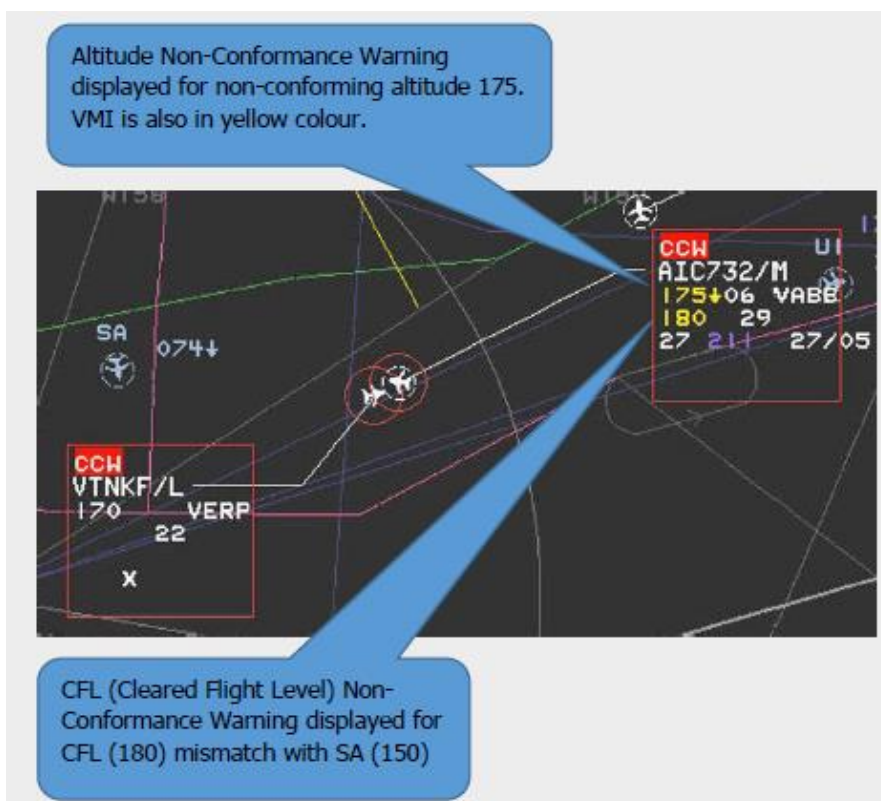 Altitude Non-Conformance Warning
displayed for non-conforming altitude 175.
VMI is also in yellow colour.
W158
CCW
UI
AIC732/M
175↓06 VABB
180 29
27 211 27/05
SA
074↓
CCW
VTNKF/L
170 VERP
22
X
CFL (Cleared Flight Level) Non-
Conformance Warning displayed for
CFL (180) mismatch with SA (150)